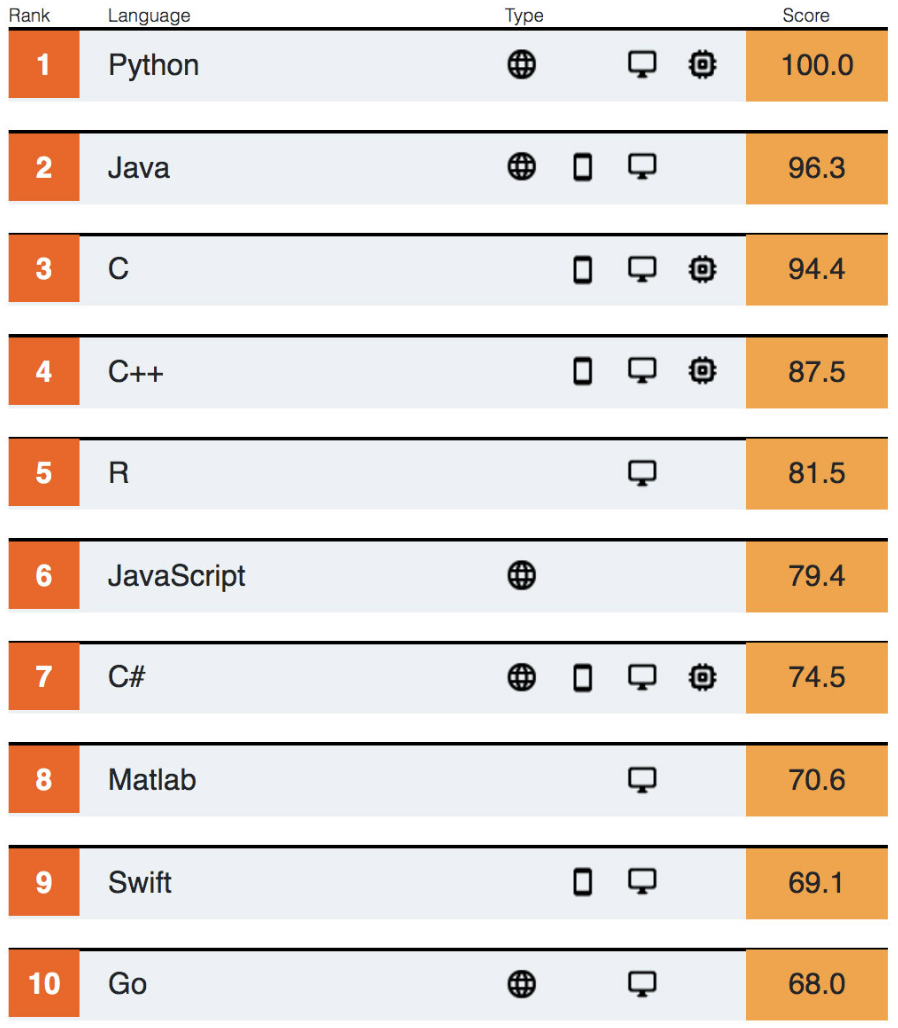 Rank Language Type Score
1 Python 100.0
2 Java 96.3
3 C 94.4
4 C++ 87.5
5 R 81.5
6 JavaScript 79.4
7 C# 74.5
8 Matlab 70.6
9 Swift 69.1
10 Go 68.0